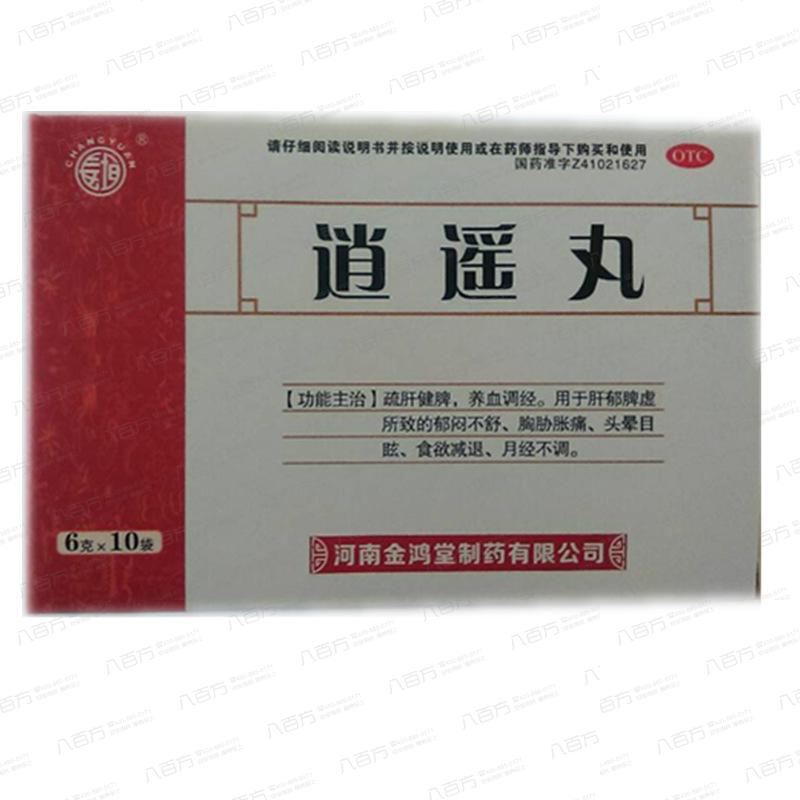 CHANGYUAN
®
请仔细阅读说明书并按说明使用或在药师指导下购买和使用
国药准字Z41021627
OTC
逍遥丸
【功能主治】疏肝健脾，养血调经。用于肝郁脾虚
所致的郁闷不舒、胸胁胀痛、头晕目
眩、食欲减退、月经不调。
6克×10袋
河南金鸿堂制药有限公司
八百方